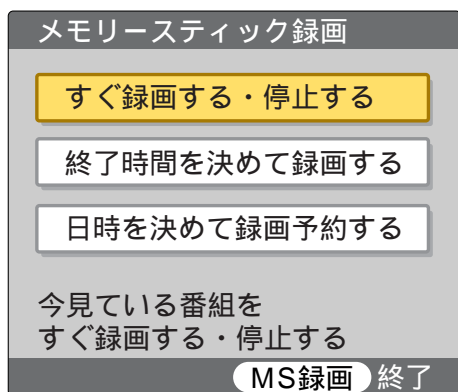 メモリースティック録画
すぐ録画する・停止する
終了時間を決めて録画する
日時を決めて録画予約する
今見ている番組を
すぐ録画する・停止する
MS録画 終了